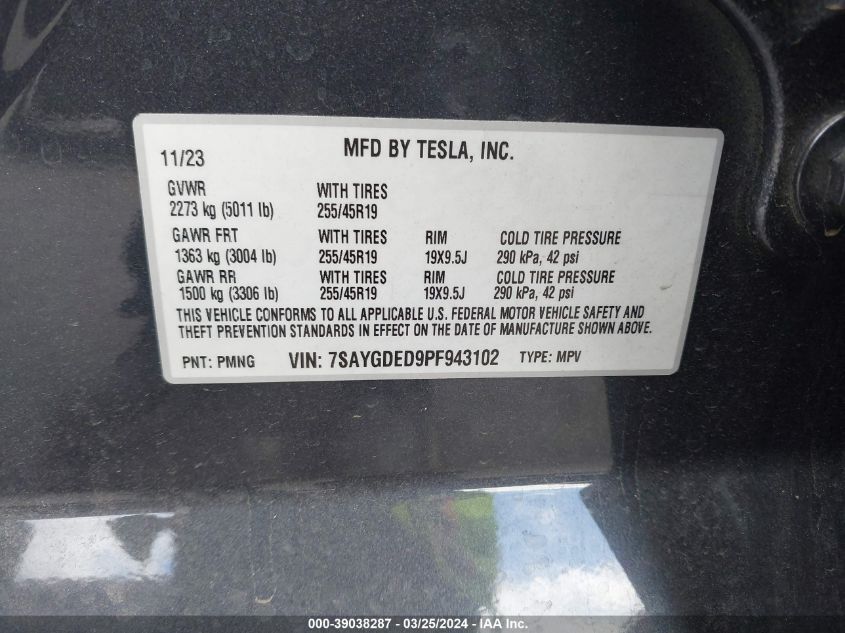 11/23 MFD BY TESLA, INC.
GVWR WITH TIRES
2273 kg (5011 lb) 255/45R19
GAWR FRT WITH TIRES RIM COLD TIRE PRESSURE
1363 kg (3004 lb) 255/45R19 19X9.5J 290 kPa, 42 psi
GAWR RR WITH TIRES RIM COLD TIRE PRESSURE
1500 kg (3306 lb) 255/45R19 19X9.5J 290 kPa, 42 psi
THIS VEHICLE CONFORMS TO ALL APPLICABLE U.S. FEDERAL MOTOR VEHICLE SAFETY AND
THEFT PREVENTION STANDARDS IN EFFECT ON THE DATE OF MANUFACTURE SHOWN ABOVE.
PNT: PMNG VIN: 7SAYGDED9PF943102 TYPE: MPV
000-39038287 - 03/25/2024 - IAA Inc.